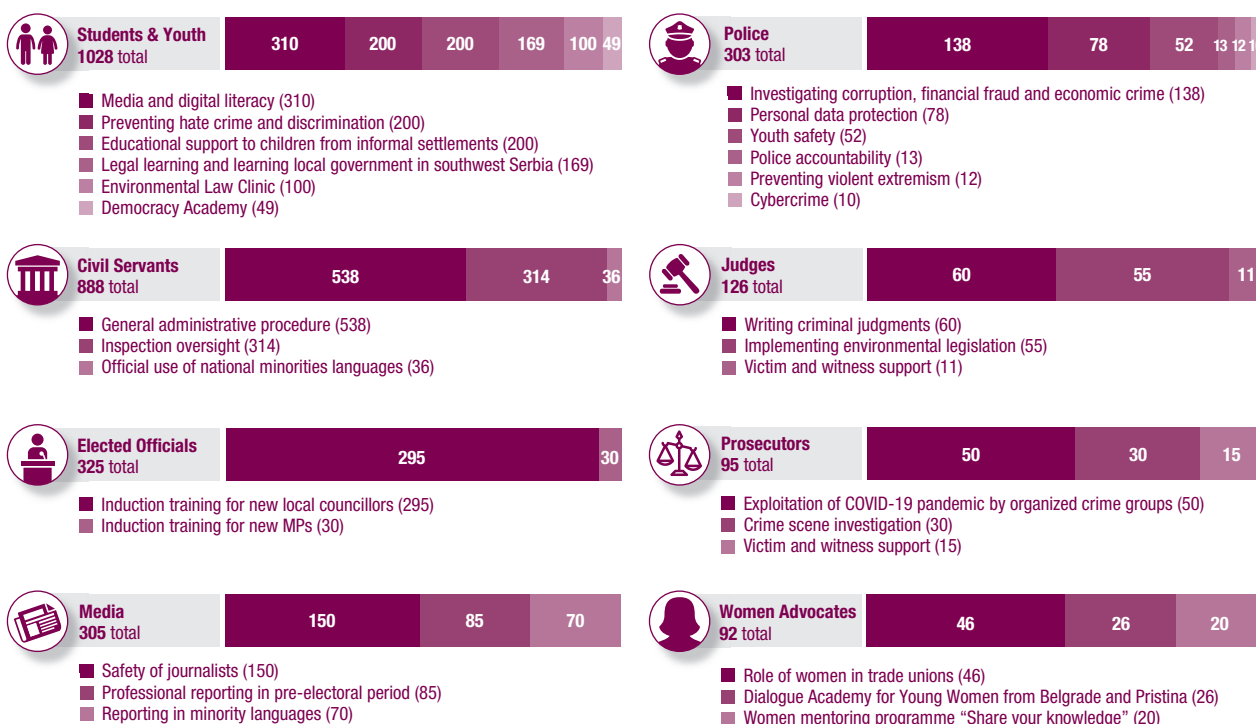 Students & Youth
1028 total
310 200 200 169 100 49
Media and digital literacy (310)
Preventing hate crime and discrimination (200)
Educational support to children from informal settlements (200)
Legal learning and learning local government in southwest Serbia (169)
Environmental Law Clinic (100)
Democracy Academy (49)
Civil Servants
888 total
538 314 36
General administrative procedure (538)
Inspection oversight (314)
Official use of national minorities languages (36)
Elected Officials
325 total
295 30
Induction training for new local councillors (295)
Induction training for new MPs (30)
Media
305 total
150 85 70
Safety of journalists (150)
Professional reporting in pre-electoral period (85)
Reporting in minority languages (70)
Police
303 total
138 78 52 13 12
Investigating corruption, financial fraud and economic crime (138)
Personal data protection (78)
Youth safety (52)
Police accountability (13)
Preventing violent extremism (12)
Cybercrime (10)
Judges
126 total
60 55 11
Writing criminal judgments (60)
Implementing environmental legislation (55)
Victim and witness support (11)
Prosecutors
95 total
50 30 15
Exploitation of COVID-19 pandemic by organized crime groups (50)
Crime scene investigation (30)
Victim and witness support (15)
Women Advocates
92 total
46 26 20
Role of women in trade unions (46)
Dialogue Academy for Young Women from Belgrade and Pristina (26)
Women mentoring programme “Share your knowledge” (20)